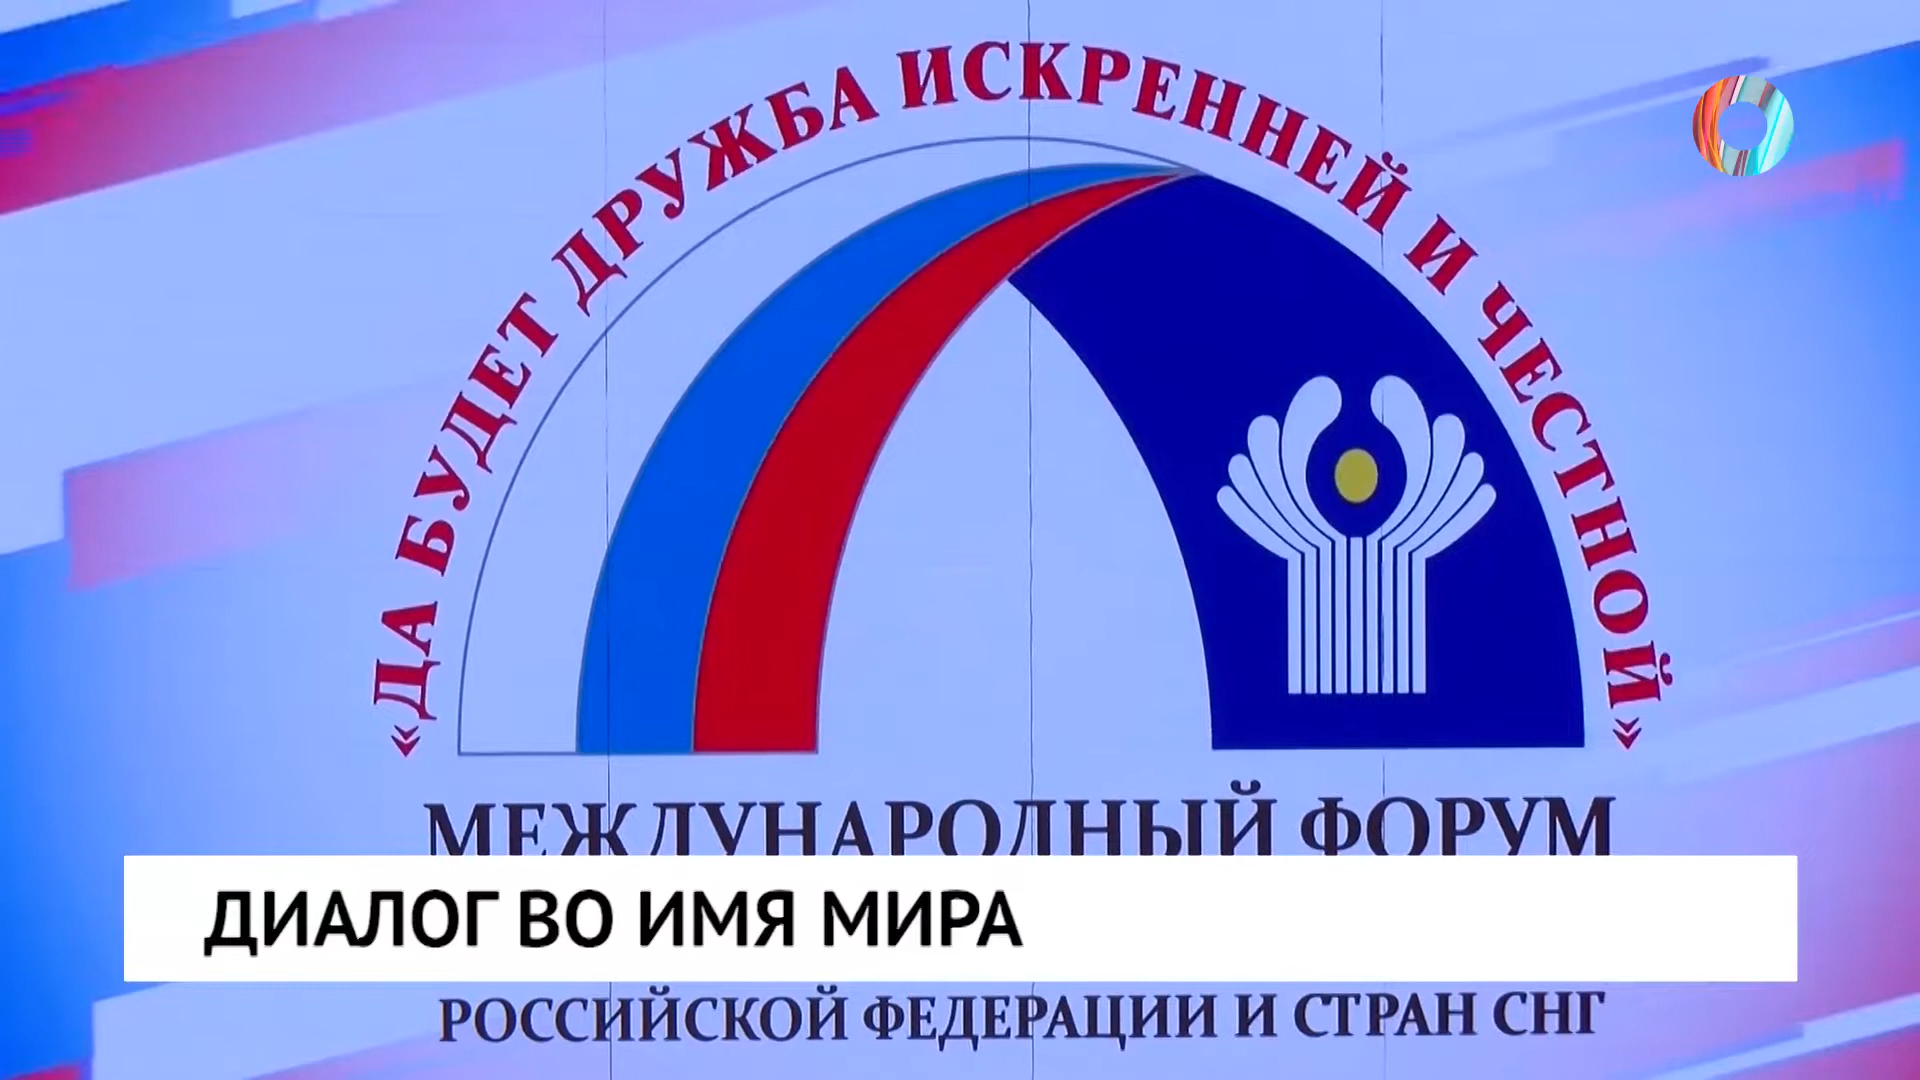 «ДА БУДЕТ ДРУЖБА ИСКРЕННЕЙ И ЧЕСТНОЙ»
МЕЖДУНАРОДНЫЙ ФОРУМ
ДИАЛОГ ВО ИМЯ МИРА
РОССИЙСКОЙ ФЕДЕРАЦИИ И СТРАН СНГ